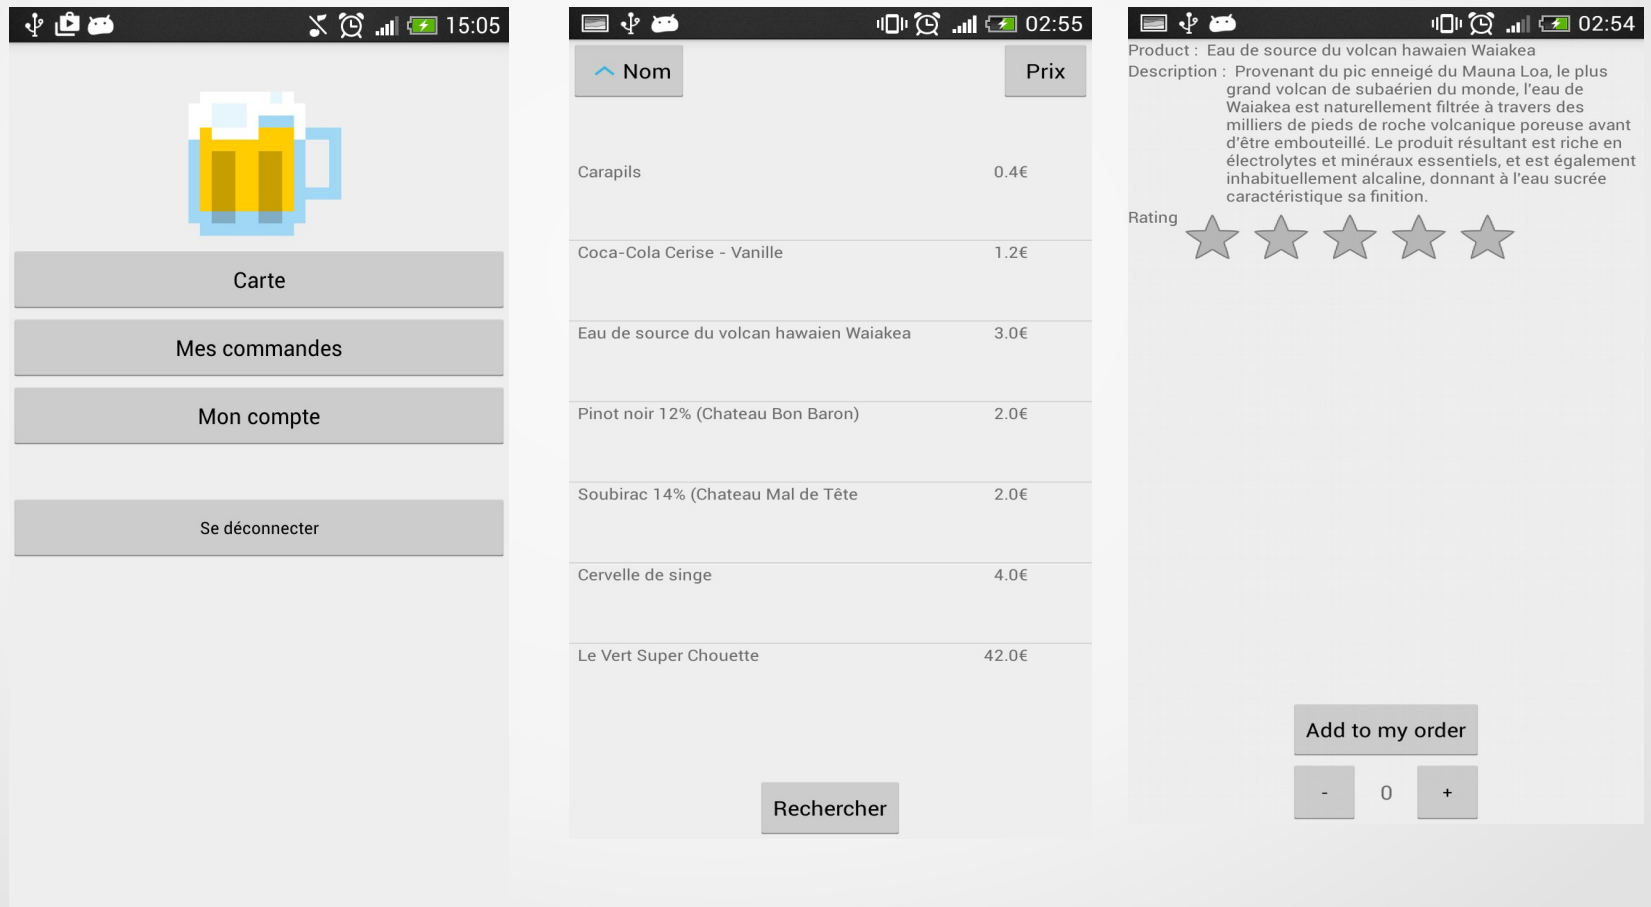 15:05
Carte
Mes commandes
Mon compte
Se déconnecter
02:55
Nom Prix
Carapils 0.4€
Coca-Cola Cerise - Vanille 1.2€
Eau de source du volcan hawaien Waiakea 3.0€
Pinot noir 12% (Chateau Bon Baron) 2.0€
Soubirac 14% (Chateau Mal de Tête 2.0€
Cervelle de singe 4.0€
Le Vert Super Chouette 42.0€
Rechercher
02:54
Product : Eau de source du volcan hawaien Waiakea
Description : Provenant du pic enneigé du Mauna Loa, le plus
grand volcan de subaérien du monde, l'eau de
Waiakea est naturellement filtrée à travers des
milliers de pieds de roche volcanique poreuse avant
d'être embouteillé. Le produit résultant est riche en
électrolytes et minéraux essentiels, et est également
inhabituellement alcaline, donnant à l'eau sucrée
caractéristique sa finition.
Rating
Add to my order
- 0 +